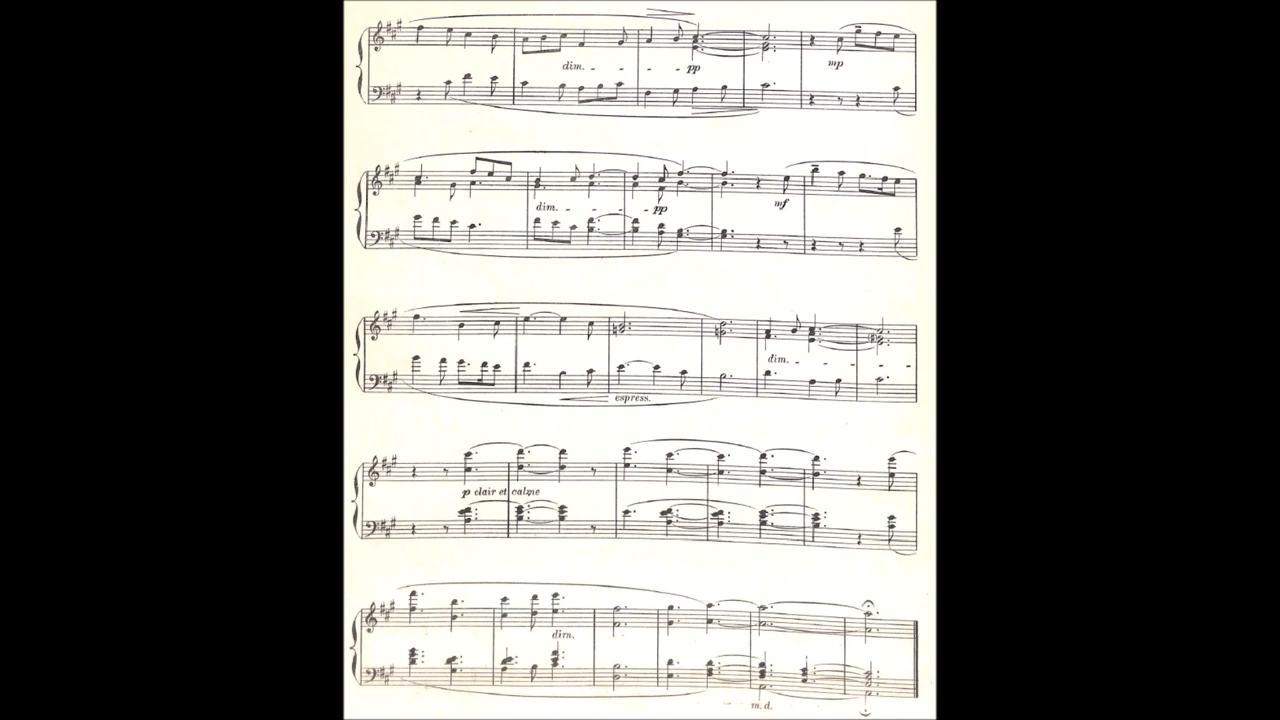 dim. - - - - pp mp
dim. - - - - pp mf
espress. dim. - - - -
p clair et calme
dim.
m.d.